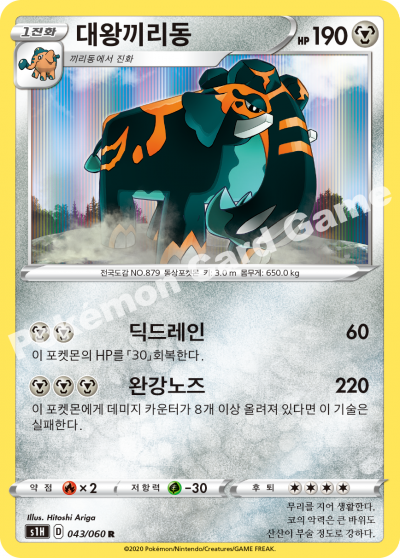 1진화
대왕끼리동
HP 190
끼리동에서 진화
전국도감 NO.879 동상포켓몬 키: 3.0 m 몸무게: 650.0 kg
Pokémon Card Game
딕드레인 60
이 포켓몬의 HP를 「30」회복한다.
완강노즈 220
이 포켓몬에게 데미지 카운터가 8개 이상 올려져 있다면 이 기술은
실패한다.
약점 ×2 저항력 -30 후퇴
Illus. Hitoshi Ariga
s1H D 043/060 R
무리를 지어 생활한다.
코의 악력은 큰 바위도
산산이 부술 정도로 강하다.
©2020 Pokémon/Nintendo/Creatures/GAME FREAK.